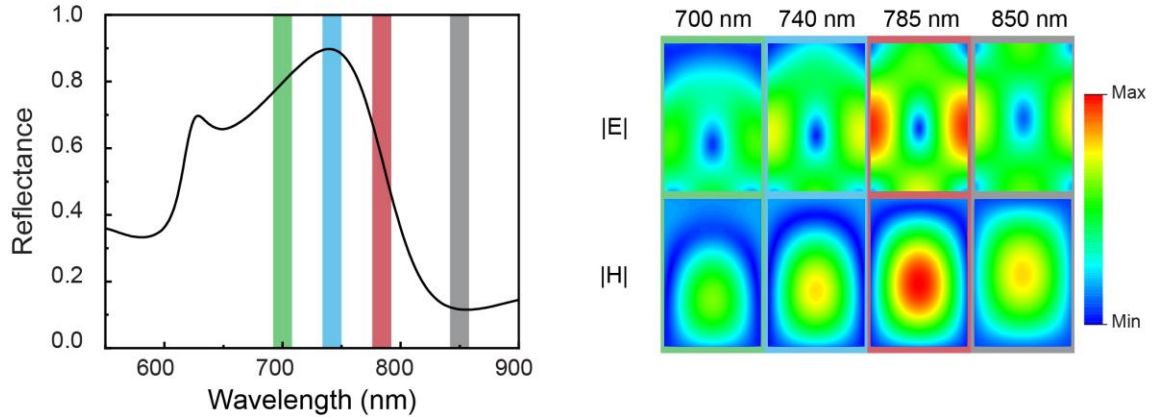 1.0
0.8
0.6
0.4
0.2
0.0
Reflectance
600
700
800
900
Wavelength (nm)
700 nm
740 nm
785 nm
850 nm
|E|
|H|
Max
Min